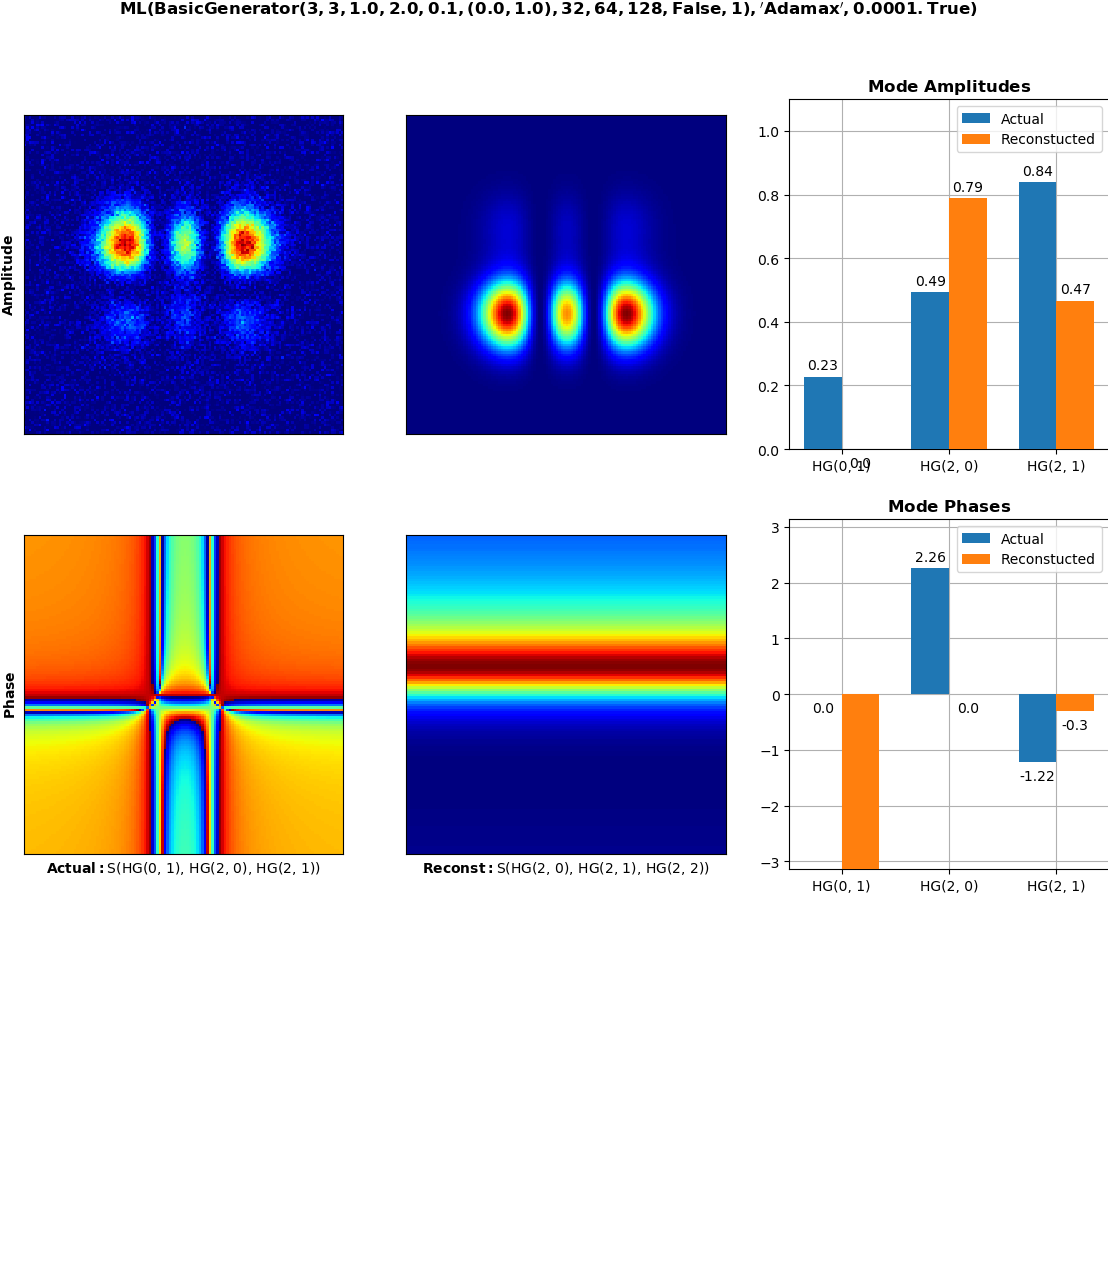 ML(BasicGenerator(3, 3, 1.0, 2.0, 0.1, (0.0, 1.0), 32, 64, 128, False, 1), ′Adamax′, 0.0001. True)
Amplitude
Mode Amplitudes
Actual
Reconstucted
1.0
0.8
0.6
0.4
0.2
0.0
0.23
0.0
0.49
0.79
0.84
0.47
HG(0, 1)
HG(2, 0)
HG(2, 1)
Phase
Actual: S(HG(0, 1), HG(2, 0), HG(2, 1))
Reconst: S(HG(2, 0), HG(2, 1), HG(2, 2))
Mode Phases
Actual
Reconstucted
3
2
1
0
−1
−2
−3
0.0
2.26
0.0
-1.22
-0.3
HG(0, 1)
HG(2, 0)
HG(2, 1)